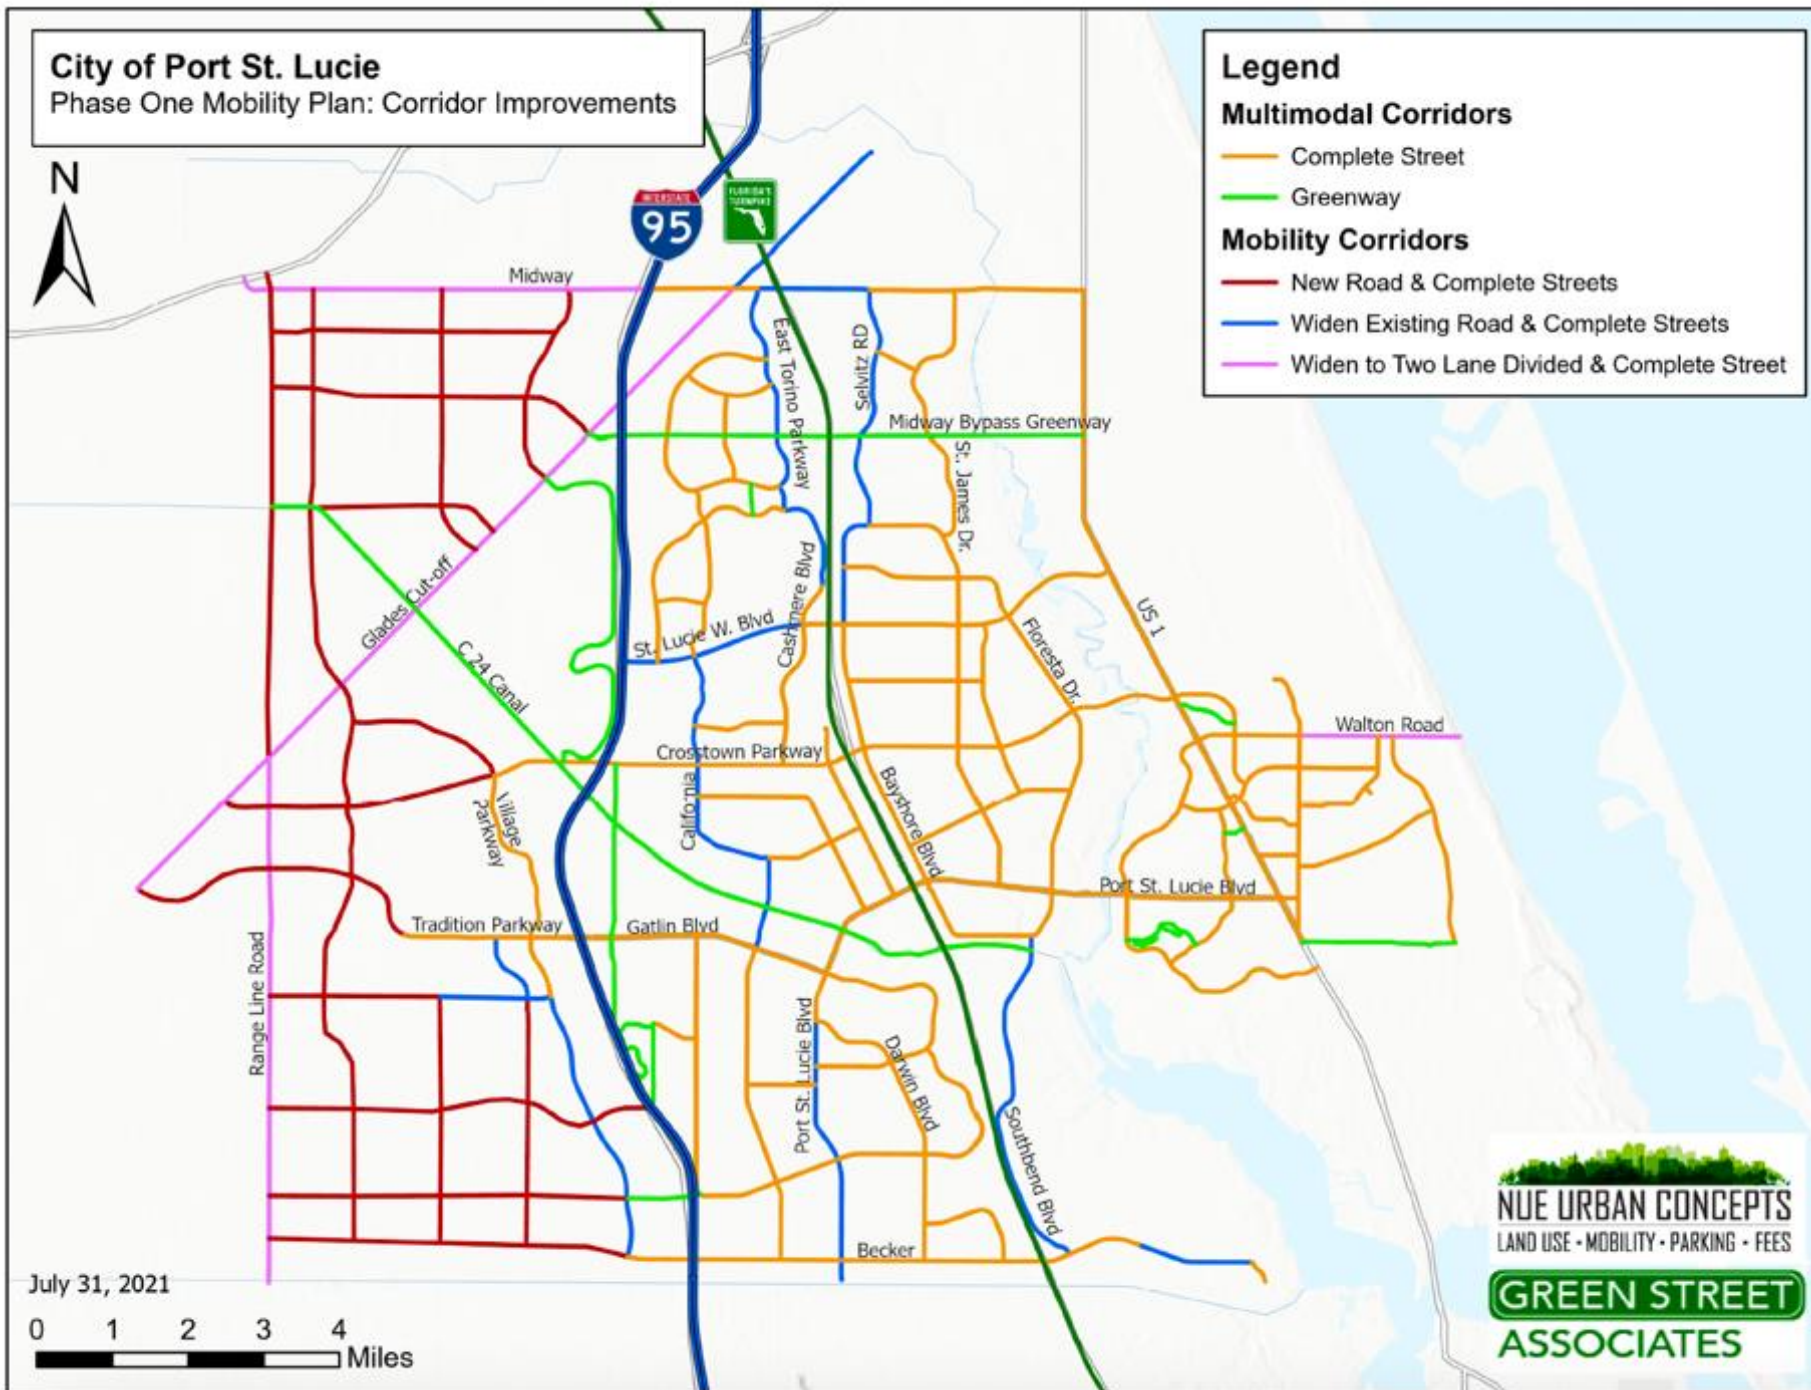 City of Port St. Lucie
Phase One Mobility Plan: Corridor Improvements
N
Legend
Multimodal Corridors
Complete Street
Greenway
Mobility Corridors
New Road & Complete Streets
Widen Existing Road & Complete Streets
Widen to Two Lane Divided & Complete Street
INTERSTATE
95
FLORIDA'S
TURNPIKE
Midway
East Torino Parkway
Selvitz RD
Midway Bypass Greenway
St. James Dr.
Glades Cut-off
C 24 Canal
Cashmere Blvd
St. Lucie W. Blvd
US 1
Floresta Dr.
Walton Road
Crosstown Parkway
Village
Parkway
California
Bayshore Blvd
Port St. Lucie Blvd
Tradition Parkway
Gatlin Blvd
Range Line Road
Port St. Lucie Blvd
Darwin Blvd
Southbend Blvd
Becker
July 31, 2021
0 1 2 3 4
Miles
NUE URBAN CONCEPTS
LAND USE • MOBILITY • PARKING • FEES
GREEN STREET
ASSOCIATES